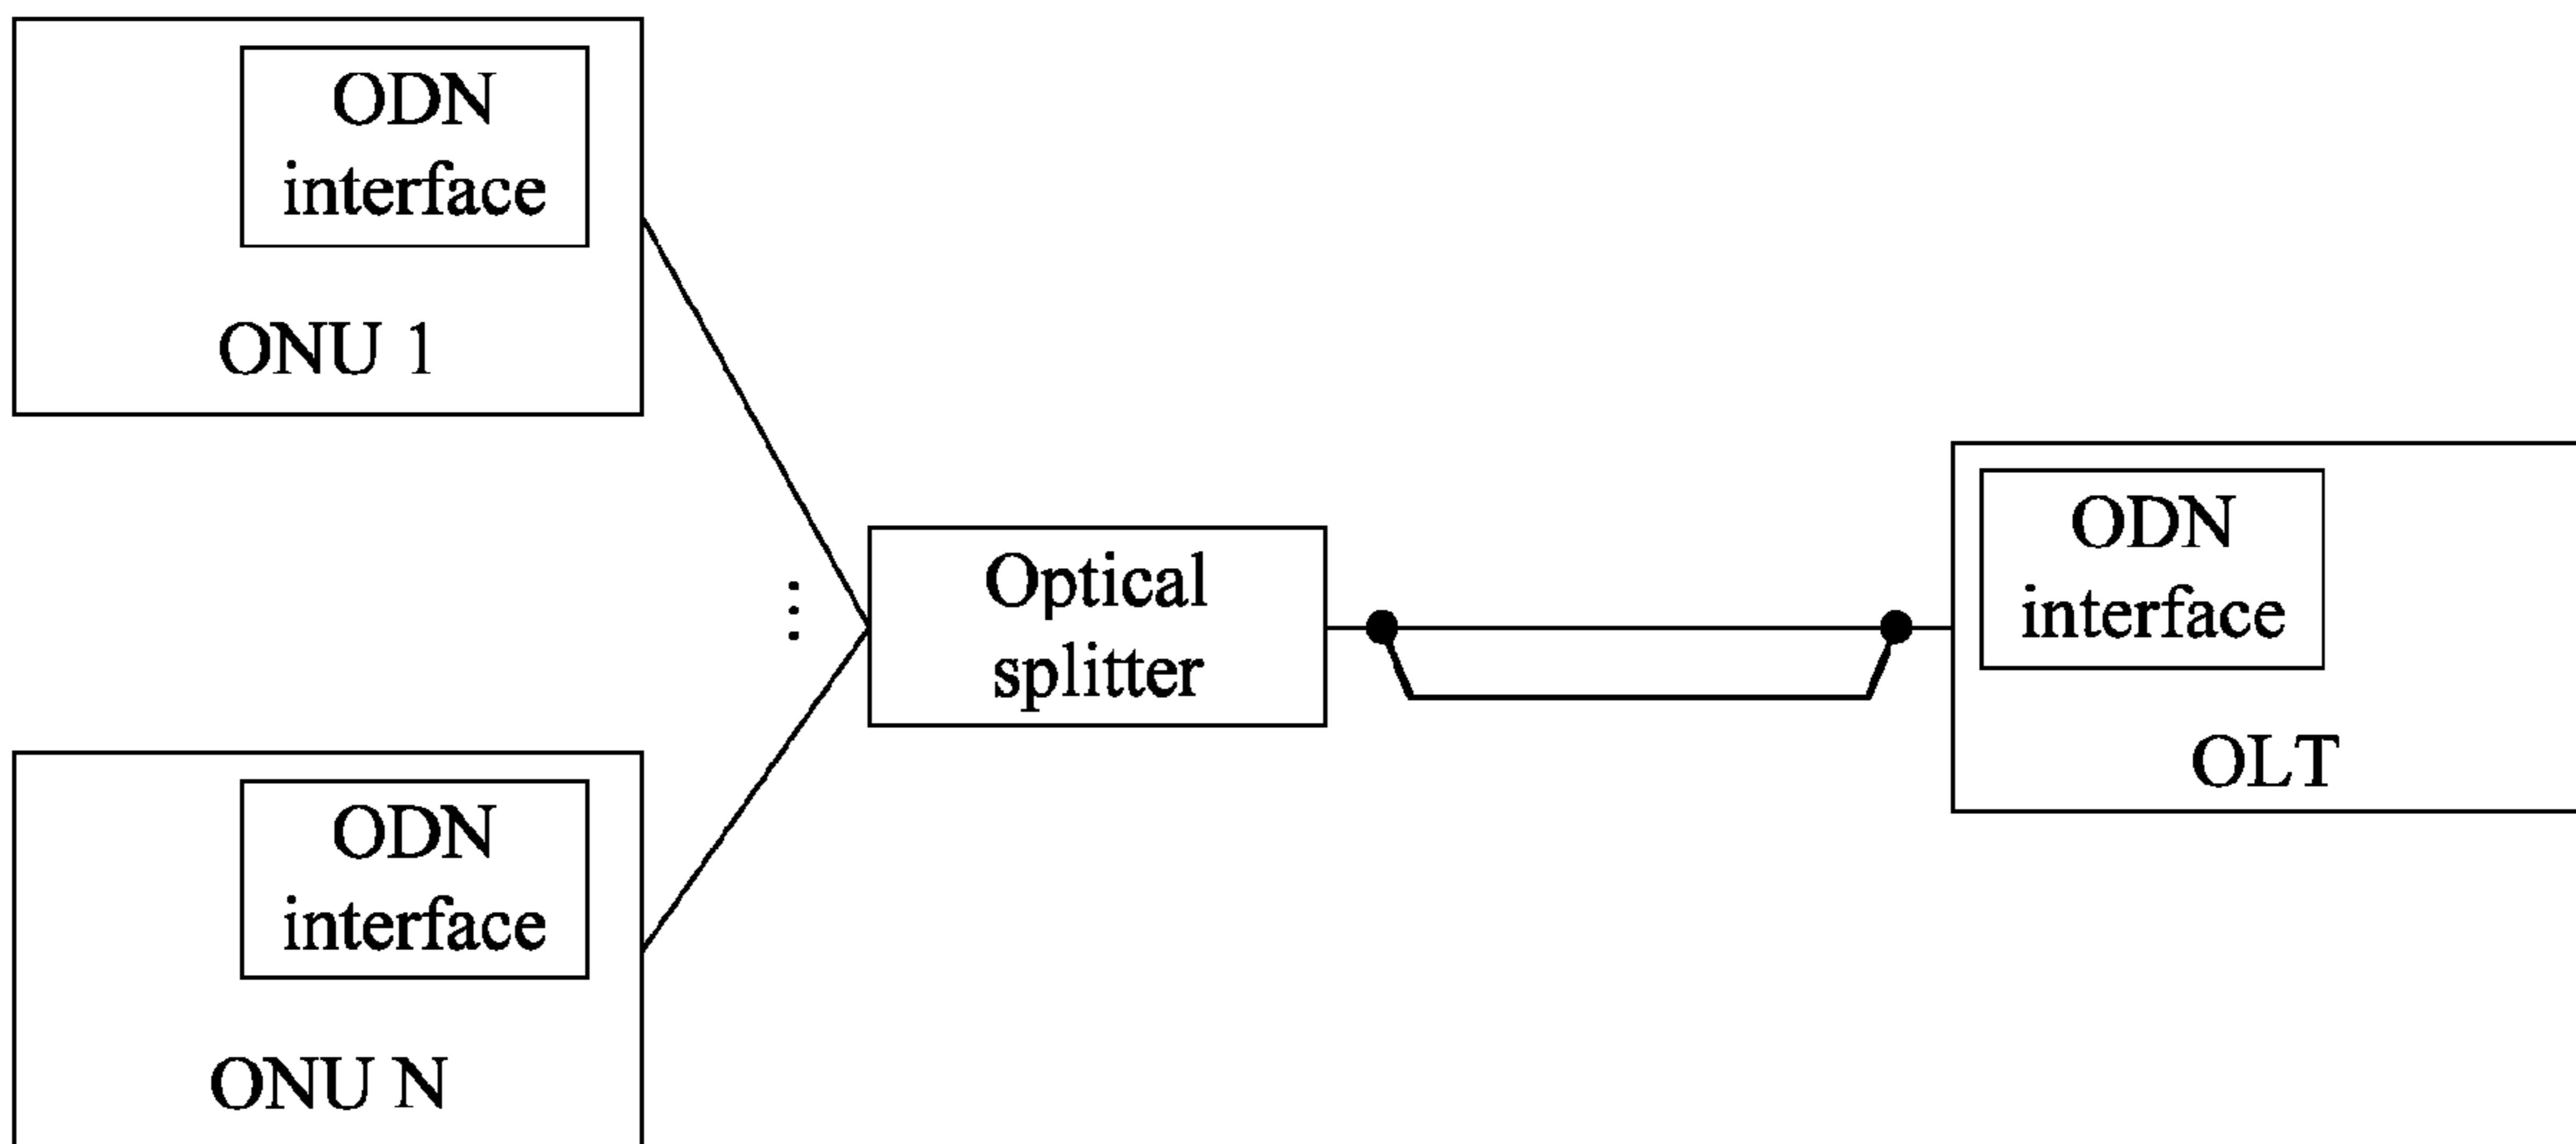 ODN
interface
ONU 1
Optical
splitter
ODN
interface
OLT
ODN
interface
ONU N